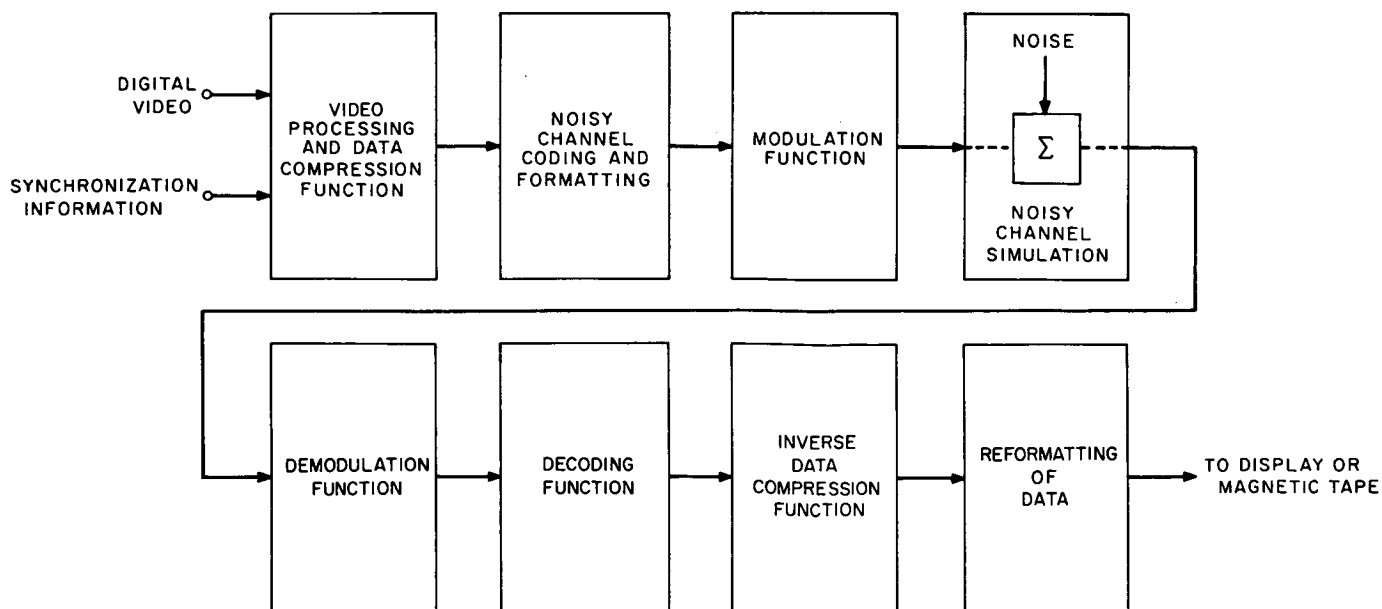 DIGITAL
VIDEO
SYNCHRONIZATION
INFORMATION
VIDEO
PROCESSING
AND DATA
COMPRESSION
FUNCTION
NOISY
CHANNEL
CODING AND
FORMATTING
MODULATION
FUNCTION
NOISE
Σ
NOISY
CHANNEL
SIMULATION
DEMODULATION
FUNCTION
DECODING
FUNCTION
INVERSE
DATA
COMPRESSION
FUNCTION
REFORMATTING
OF
DATA
TO DISPLAY OR
MAGNETIC TAPE